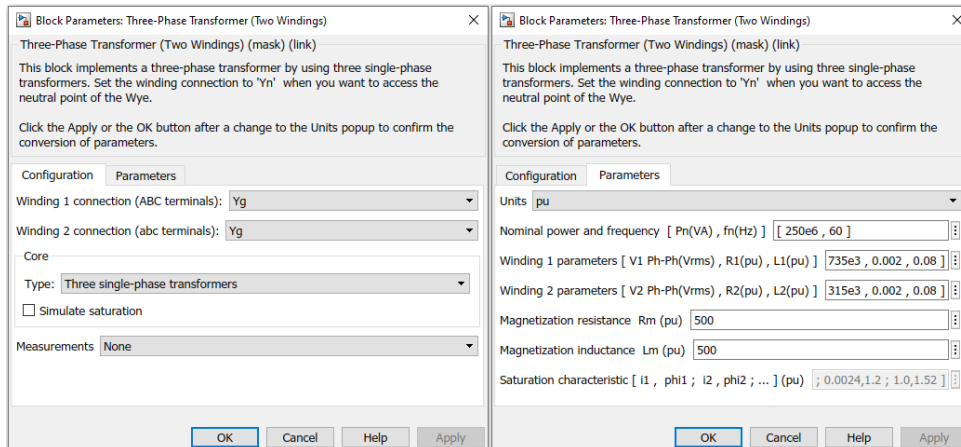 Block Parameters: Three-Phase Transformer (Two Windings)
Three-Phase Transformer (Two Windings) (mask) (link)
This block implements a three-phase transformer by using three single-phase
transformers. Set the winding connection to 'Yn' when you want to access the
neutral point of the Wye.
Click the Apply or the OK button after a change to the Units popup to confirm the
conversion of parameters.
Configuration Parameters
Winding 1 connection (ABC terminals): Yg
Winding 2 connection (abc terminals): Yg
Core
Type: Three single-phase transformers
Simulate saturation
Measurements None
OK Cancel Help Apply
Block Parameters: Three-Phase Transformer (Two Windings)
Three-Phase Transformer (Two Windings) (mask) (link)
This block implements a three-phase transformer by using three single-phase
transformers. Set the winding connection to 'Yn' when you want to access the
neutral point of the Wye.
Click the Apply or the OK button after a change to the Units popup to confirm the
conversion of parameters.
Configuration Parameters
Units pu
Nominal power and frequency [ Pn(VA) , fn(Hz) ] [ 250e6 , 60 ]
Winding 1 parameters [ V1 Ph-Ph(Vrms) , R1(pu) , L1(pu) ] 735e3 , 0.002 , 0.08 ]
Winding 2 parameters [ V2 Ph-Ph(Vrms) , R2(pu) , L2(pu) ] 315e3 , 0.002 , 0.08 ]
Magnetization resistance Rm (pu) 500
Magnetization inductance Lm (pu) 500
Saturation characteristic [ i1 , phi1 ; i2 , phi2 ; ... ] (pu) ; 0.0024,1.2 ; 1.0,1.52 ]
OK Cancel Help Apply